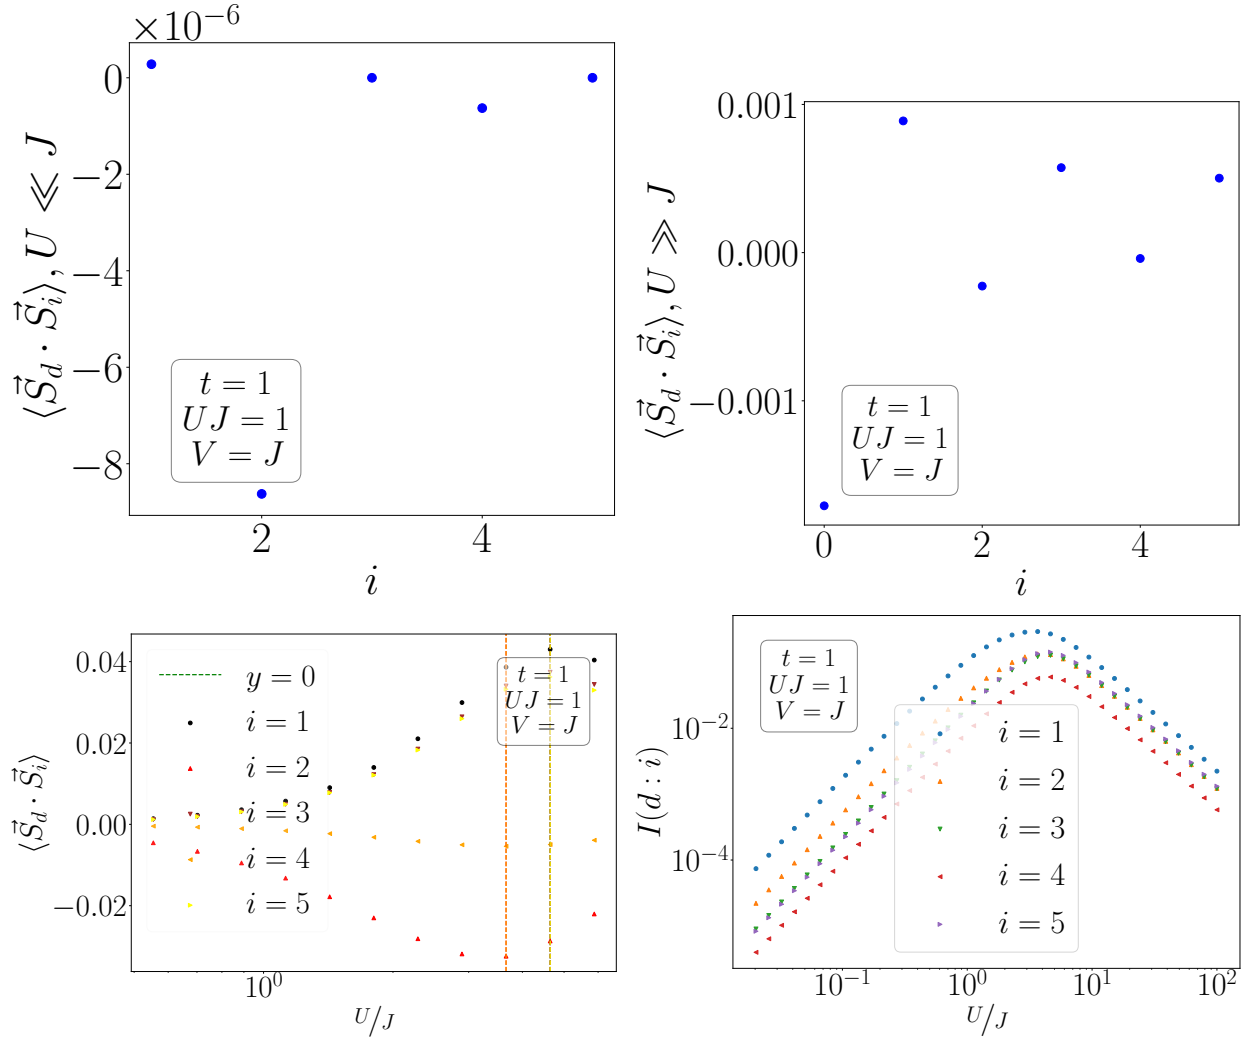 ×10⁻⁶
0
−2
−4
−6
−8
⟨S⃗_d · S⃗_i⟩, U ≪ J
t = 1
UJ = 1
V = J
2
4
i
0.001
0.000
−0.001
⟨S⃗_d · S⃗_i⟩, U ≫ J
t = 1
UJ = 1
V = J
0
2
4
i
0.04
0.02
0.00
−0.02
⟨S⃗_d · S⃗_i⟩
y = 0
i = 1
i = 2
i = 3
i = 4
i = 5
t = 1
UJ = 1
V = J
10⁰
U/J
10⁻²
10⁻⁴
I(d : i)
t = 1
UJ = 1
V = J
i = 1
i = 2
i = 3
i = 4
i = 5
10⁻¹
10⁰
10¹
10²
U/J